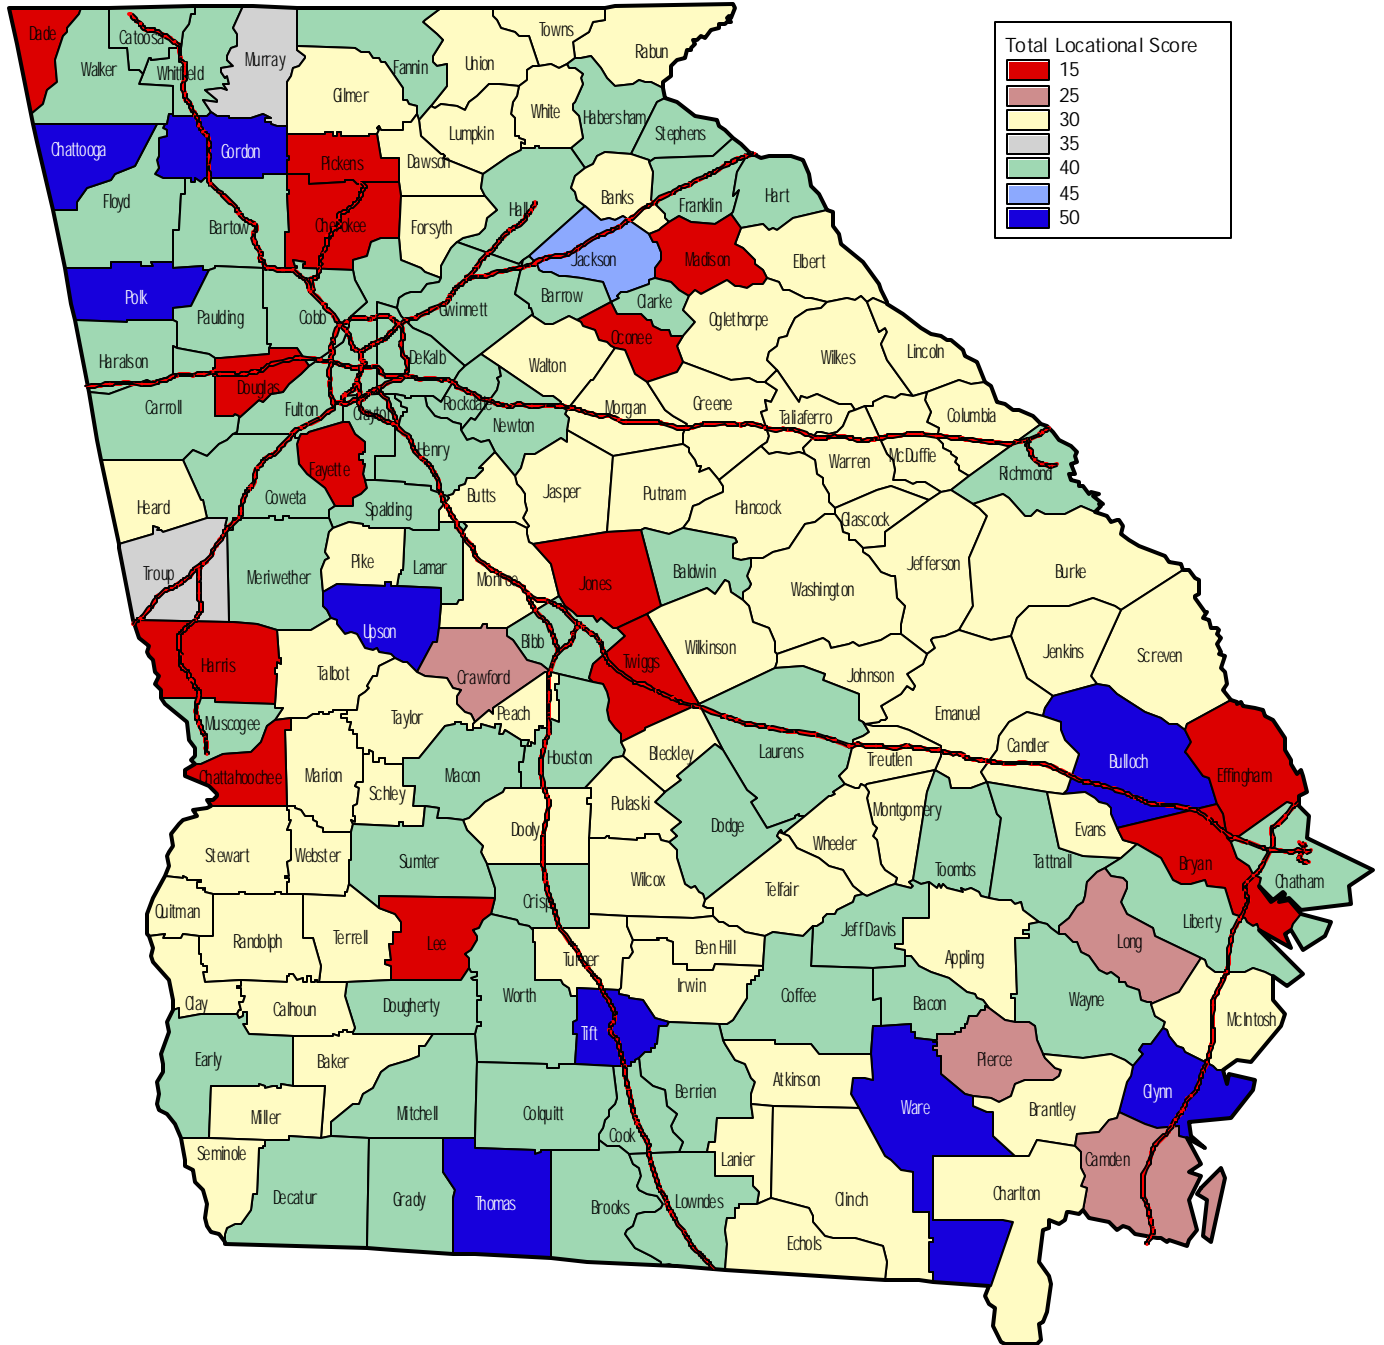 Total Locational Score
15
25
30
35
40
45
50
Dade
Catoosa
Walker
Whitfield
Murray
Fannin
Union
Towns
Rabun
Gilmer
White
Habersham
Lumpkin
Stephens
Chattooga
Gordon
Pickens
Dawson
Banks
Franklin
Hart
Floyd
Bartow
Cherokee
Forsyth
Hall
Jackson
Madison
Elbert
Polk
Paulding
Cobb
Gwinnett
Barrow
Clarke
Oglethorpe
Oconee
Haralson
Douglas
DeKalb
Walton
Wilkes
Lincoln
Carroll
Fulton
Clayton
Rockdale
Newton
Morgan
Greene
Taliaferro
Columbia
Heard
Coweta
Fayette
Henry
Spalding
Butts
Jasper
Putnam
Hancock
Warren
McDuffie
Richmond
Glascock
Troup
Meriwether
Pike
Lamar
Monroe
Jones
Baldwin
Washington
Jefferson
Burke
Upson
Harris
Talbot
Crawford
Bibb
Twiggs
Wilkinson
Johnson
Jenkins
Screven
Muscogee
Taylor
Peach
Emanuel
Chattahoochee
Marion
Schley
Macon
Houston
Bleckley
Laurens
Treutlen
Candler
Bulloch
Effingham
Stewart
Webster
Sumter
Dooly
Pulaski
Dodge
Wheeler
Montgomery
Toombs
Tattnall
Evans
Bryan
Chatham
Quitman
Randolph
Terrell
Lee
Crisp
Wilcox
Telfair
Jeff Davis
Appling
Long
Liberty
Turner
Ben Hill
Irwin
Coffee
Bacon
Wayne
McIntosh
Clay
Calhoun
Dougherty
Worth
Tift
Early
Baker
Miller
Mitchell
Colquitt
Berrien
Atkinson
Ware
Pierce
Brantley
Glynn
Seminole
Decatur
Grady
Thomas
Cook
Brooks
Lowndes
Lanier
Clinch
Echols
Charlton
Camden